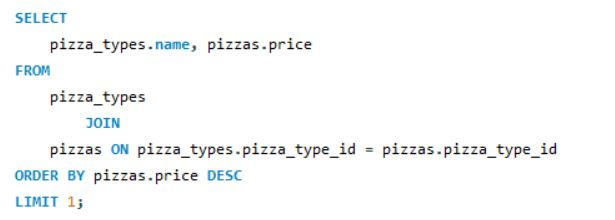 SELECT
pizza_types.name, pizzas.price
FROM
pizza_types
JOIN
pizzas ON pizza_types.pizza_type_id = pizzas.pizza_type_id
ORDER BY pizzas.price DESC
LIMIT 1;